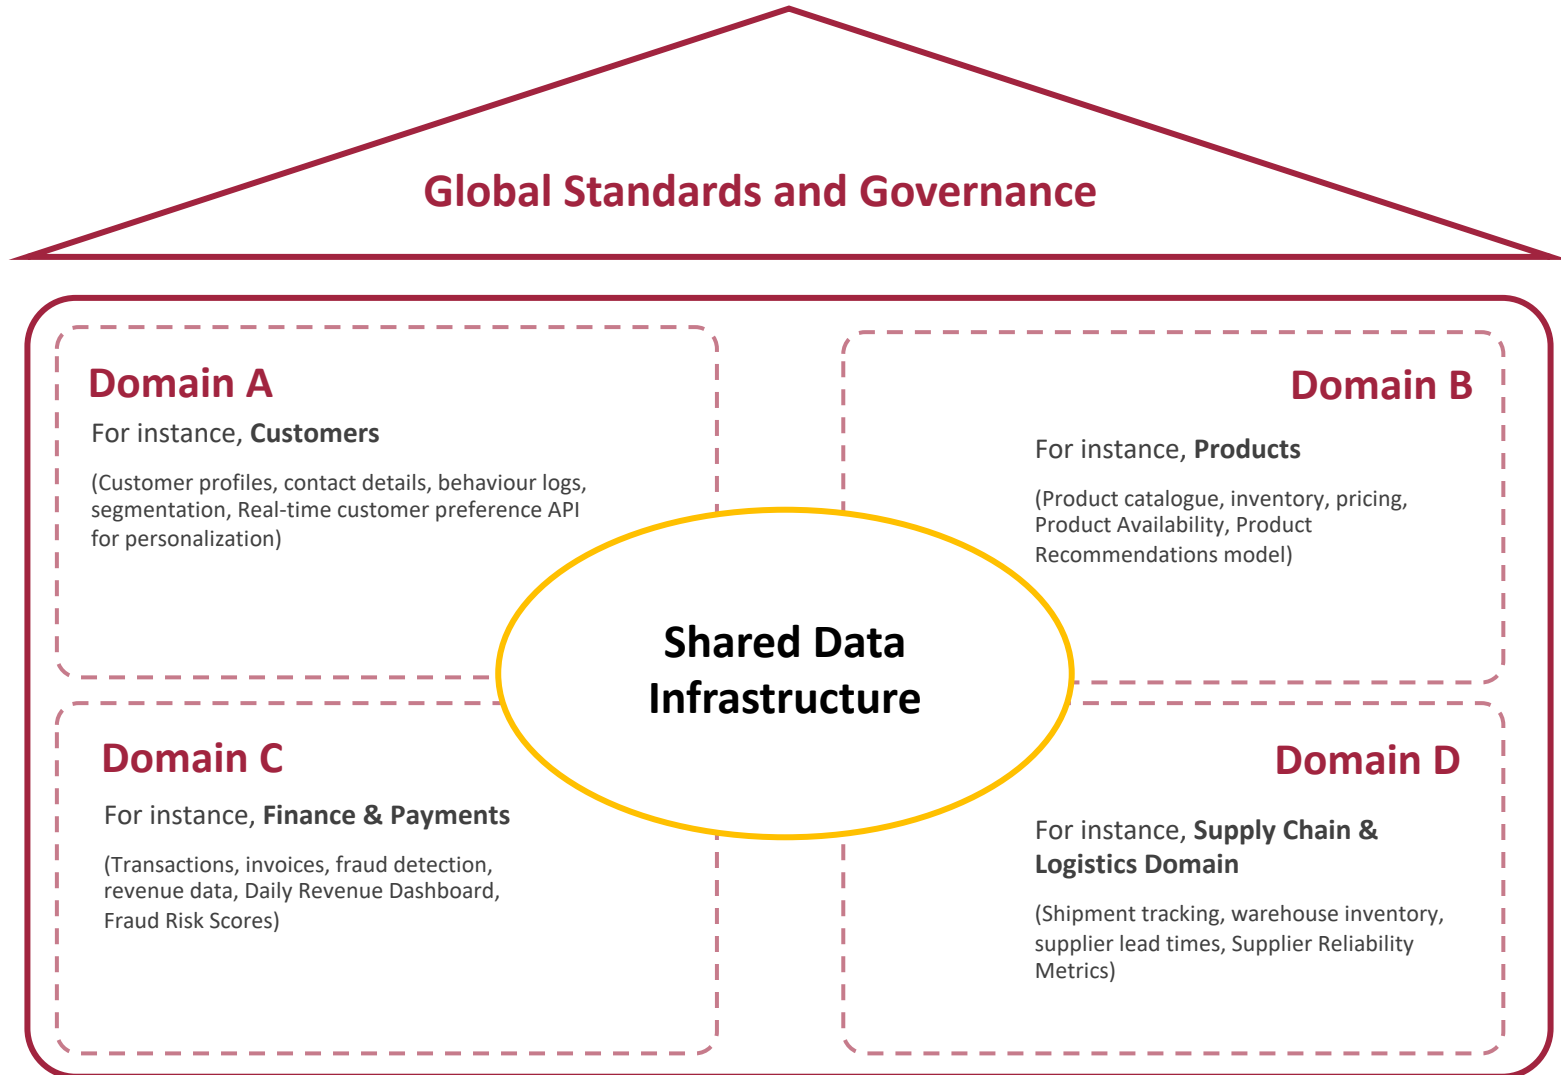 Global Standards and Governance
Domain A
For instance, Customers
(Customer profiles, contact details, behaviour logs,
segmentation, Real-time customer preference API
for personalization)
Domain B
For instance, Products
(Product catalogue, inventory, pricing,
Product Availability, Product
Recommendations model)
Shared Data
Infrastructure
Domain C
For instance, Finance & Payments
(Transactions, invoices, fraud detection,
revenue data, Daily Revenue Dashboard,
Fraud Risk Scores)
Domain D
For instance, Supply Chain &
Logistics Domain
(Shipment tracking, warehouse inventory,
supplier lead times, Supplier Reliability
Metrics)